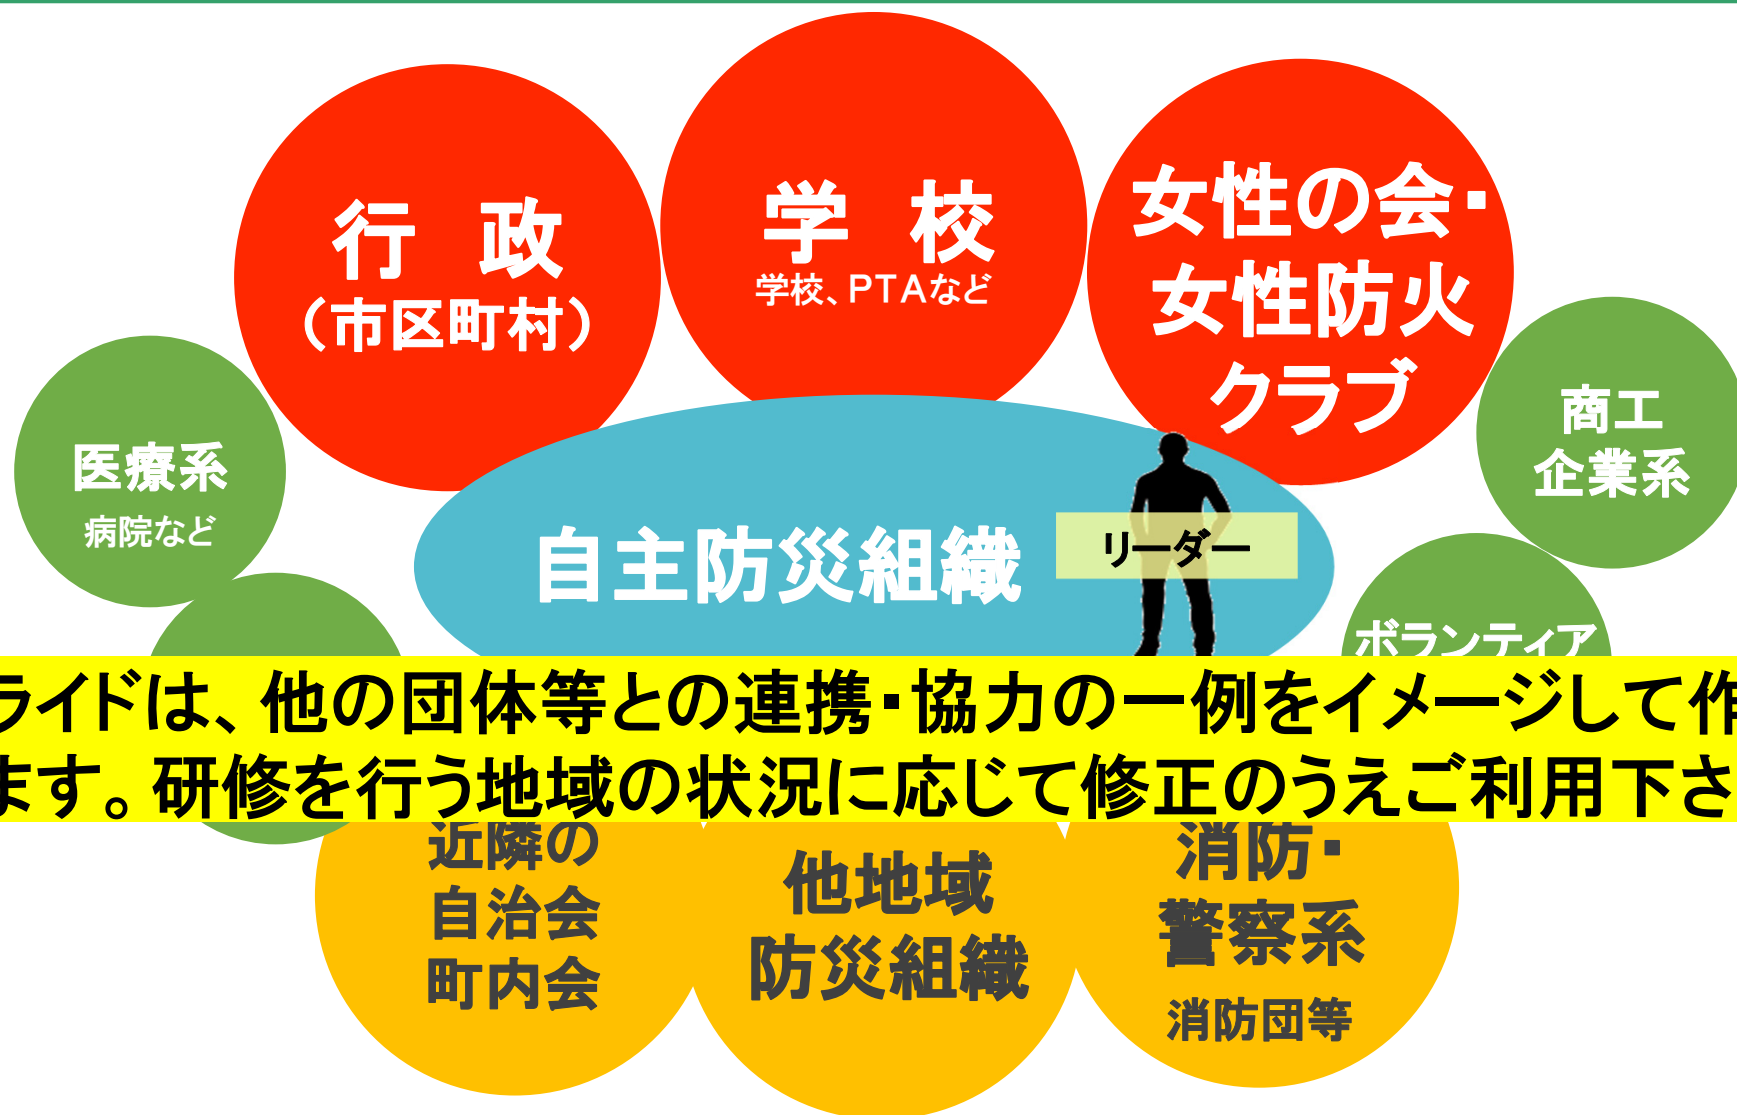 行 政
（市区町村）
学 校
学校、PTAなど
女性の会・
女性防火
クラブ
医療系
病院など
商工
企業系
自主防災組織
リーダー
ボランティア
ライドは、他の団体等との連携・協力の一例をイメージして作
ます。研修を行う地域の状況に応じて修正のうえご利用下さ
近隣の
自治会
町内会
他地域
防災組織
消防・
警察系
消防団等